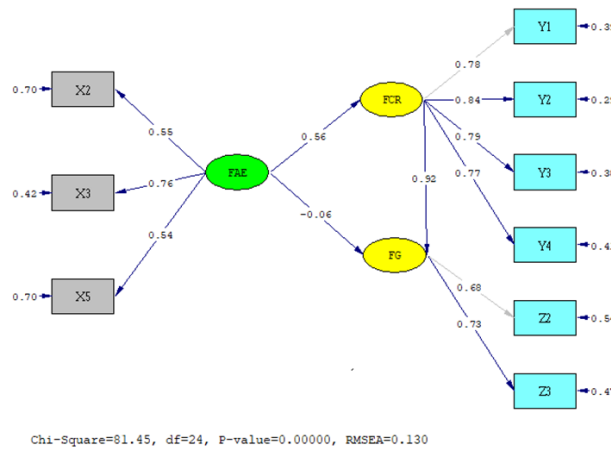 Y1
0.78
0.70
X2
FCR
0.84
Y2
0.55
0.56
0.79
Y3
0.42
X3
0.76
FAE
0.92
0.77
0.54
-0.06
Y4
FG
0.70
X5
0.68
Z2
0.73
Z3
Chi-Square=81.45, df=24, P-value=0.00000, RMSEA=0.130